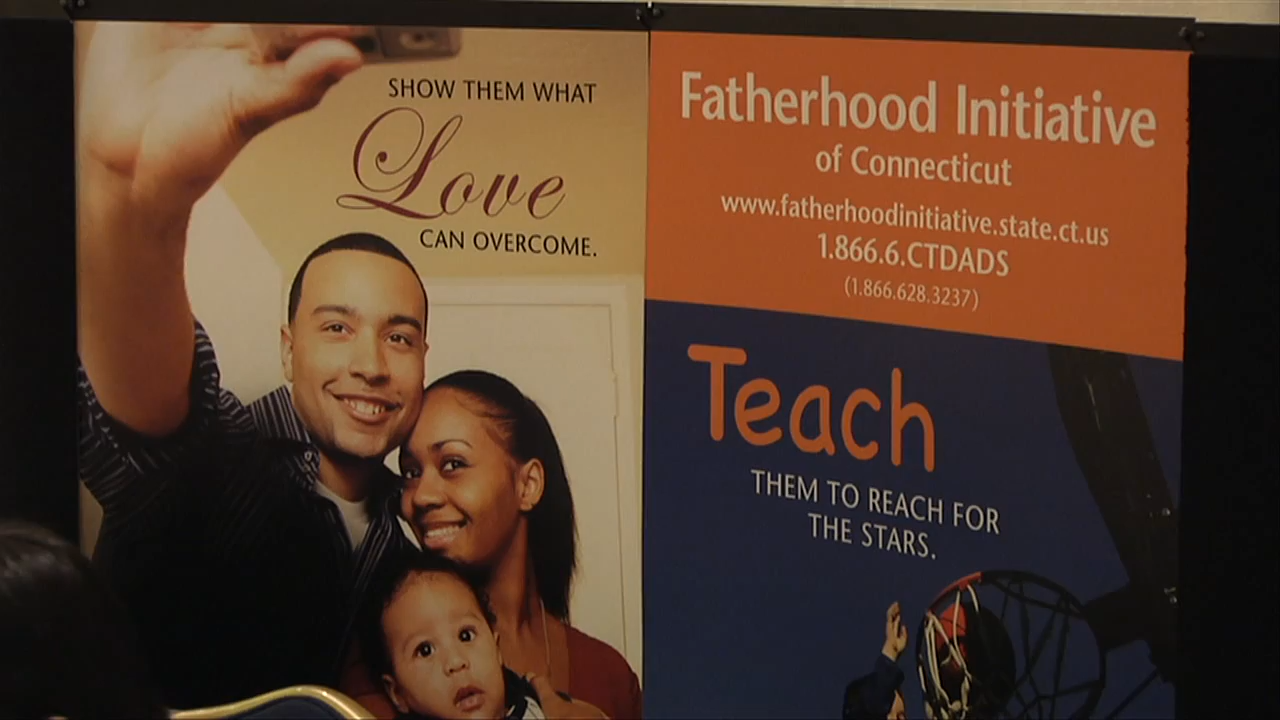 SHOW THEM WHAT
Love
CAN OVERCOME.
Fatherhood Initiative
of Connecticut
www.fatherhoodinitiative.state.ct.us
1.866.6.CTDADS
(1.866.628.3237)
Teach
THEM TO REACH FOR
THE STARS.